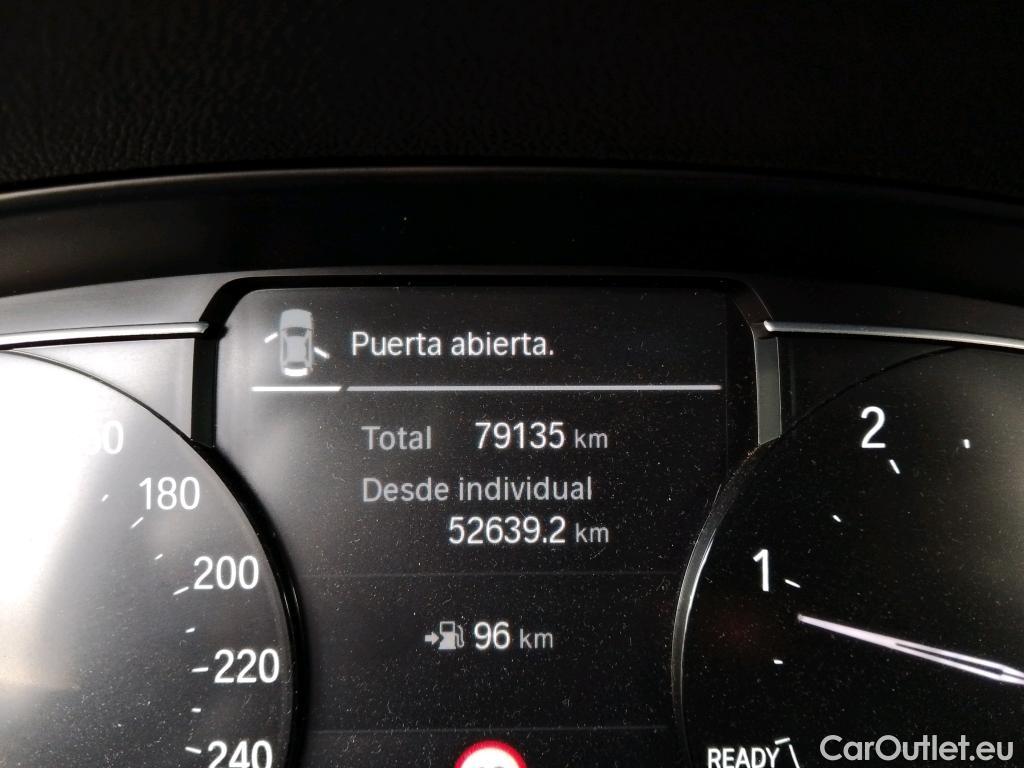 Puerta abierta.
Total 79135 km
Desde individual
52639.2 km
96 km
180
200
220
240
2
1
READY
CarOutlet.eu